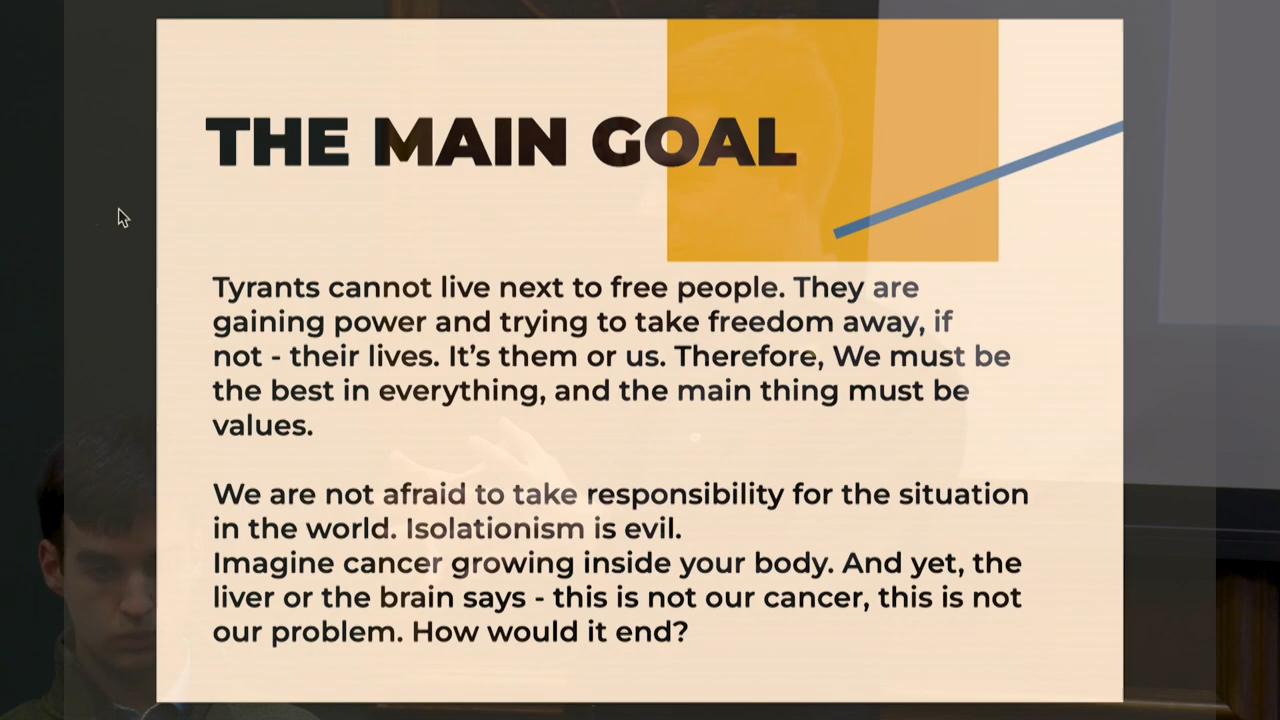 THE MAIN GOAL
Tyrants cannot live next to free people. They are
gaining power and trying to take freedom away, if
not - their lives. It’s them or us. Therefore, We must be
the best in everything, and the main thing must be
values.
We are not afraid to take responsibility for the situation
in the world. Isolationism is evil.
Imagine cancer growing inside your body. And yet, the
liver or the brain says - this is not our cancer, this is not
our problem. How would it end?